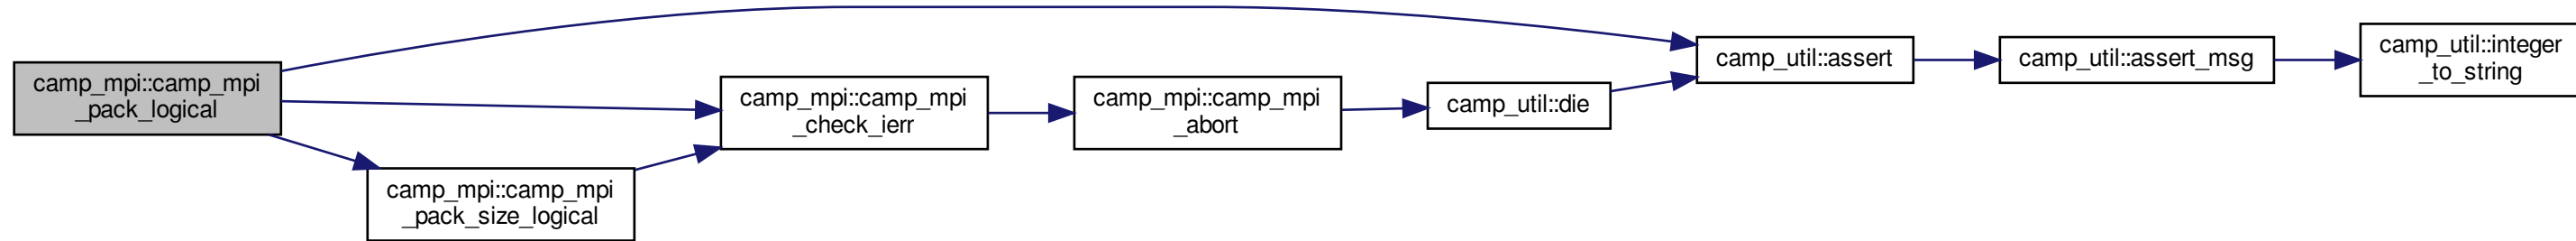 camp_mpi::camp_mpi
_pack_logical
camp_mpi::camp_mpi
_pack_size_logical
camp_mpi::camp_mpi
_check_ierr
camp_mpi::camp_mpi
_abort
camp_util::die
camp_util::assert
camp_util::assert_msg
camp_util::integer
_to_string